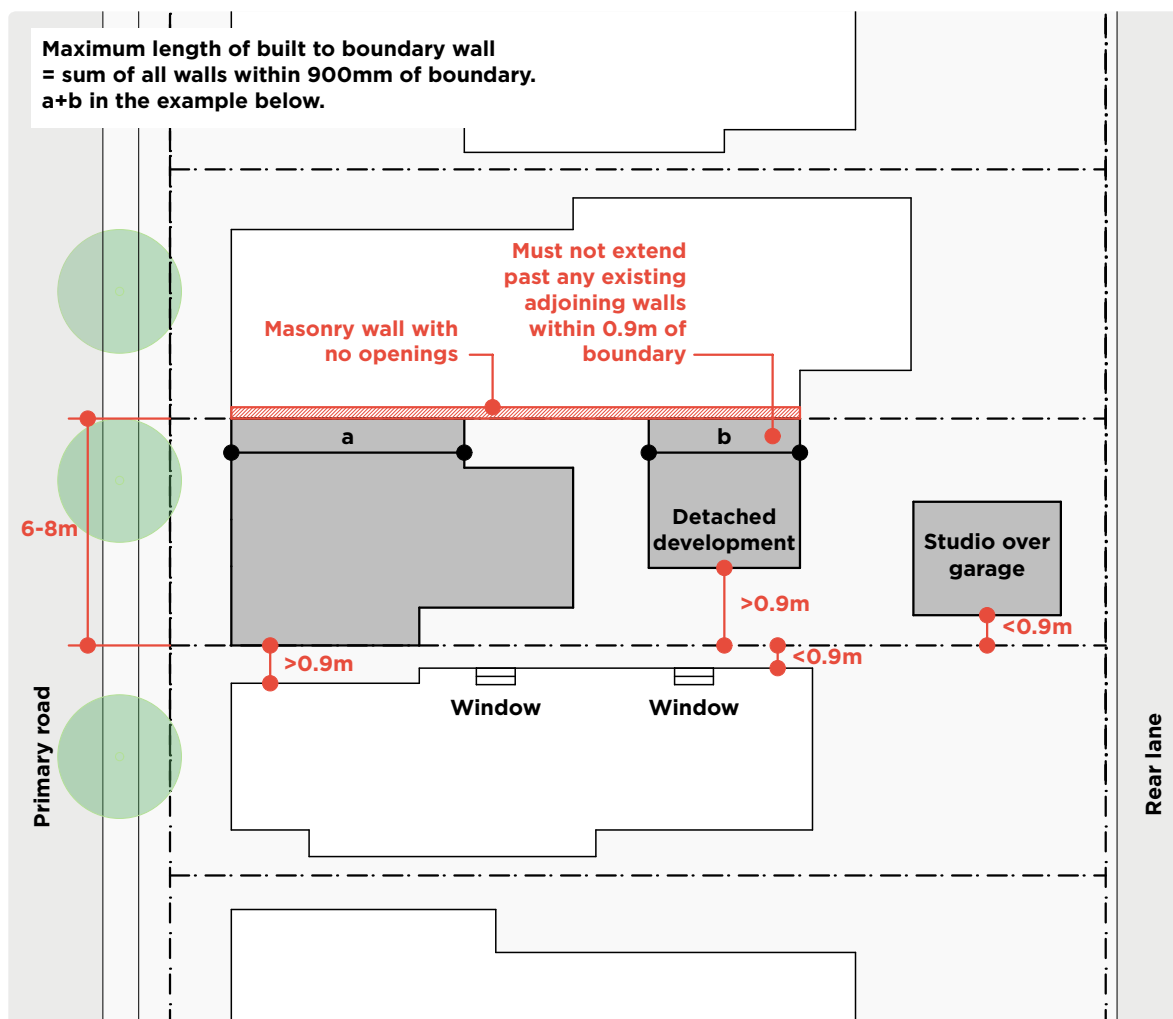 Maximum length of built to boundary wall
= sum of all walls within 900mm of boundary.
a+b in the example below.
Must not extend
past any existing
adjoining walls
within 0.9m of
boundary
Masonry wall with
no openings
a
b
6-8m
Detached
development
Studio over
garage
>0.9m
<0.9m
>0.9m
<0.9m
Window
Window
Primary road
Rear lane